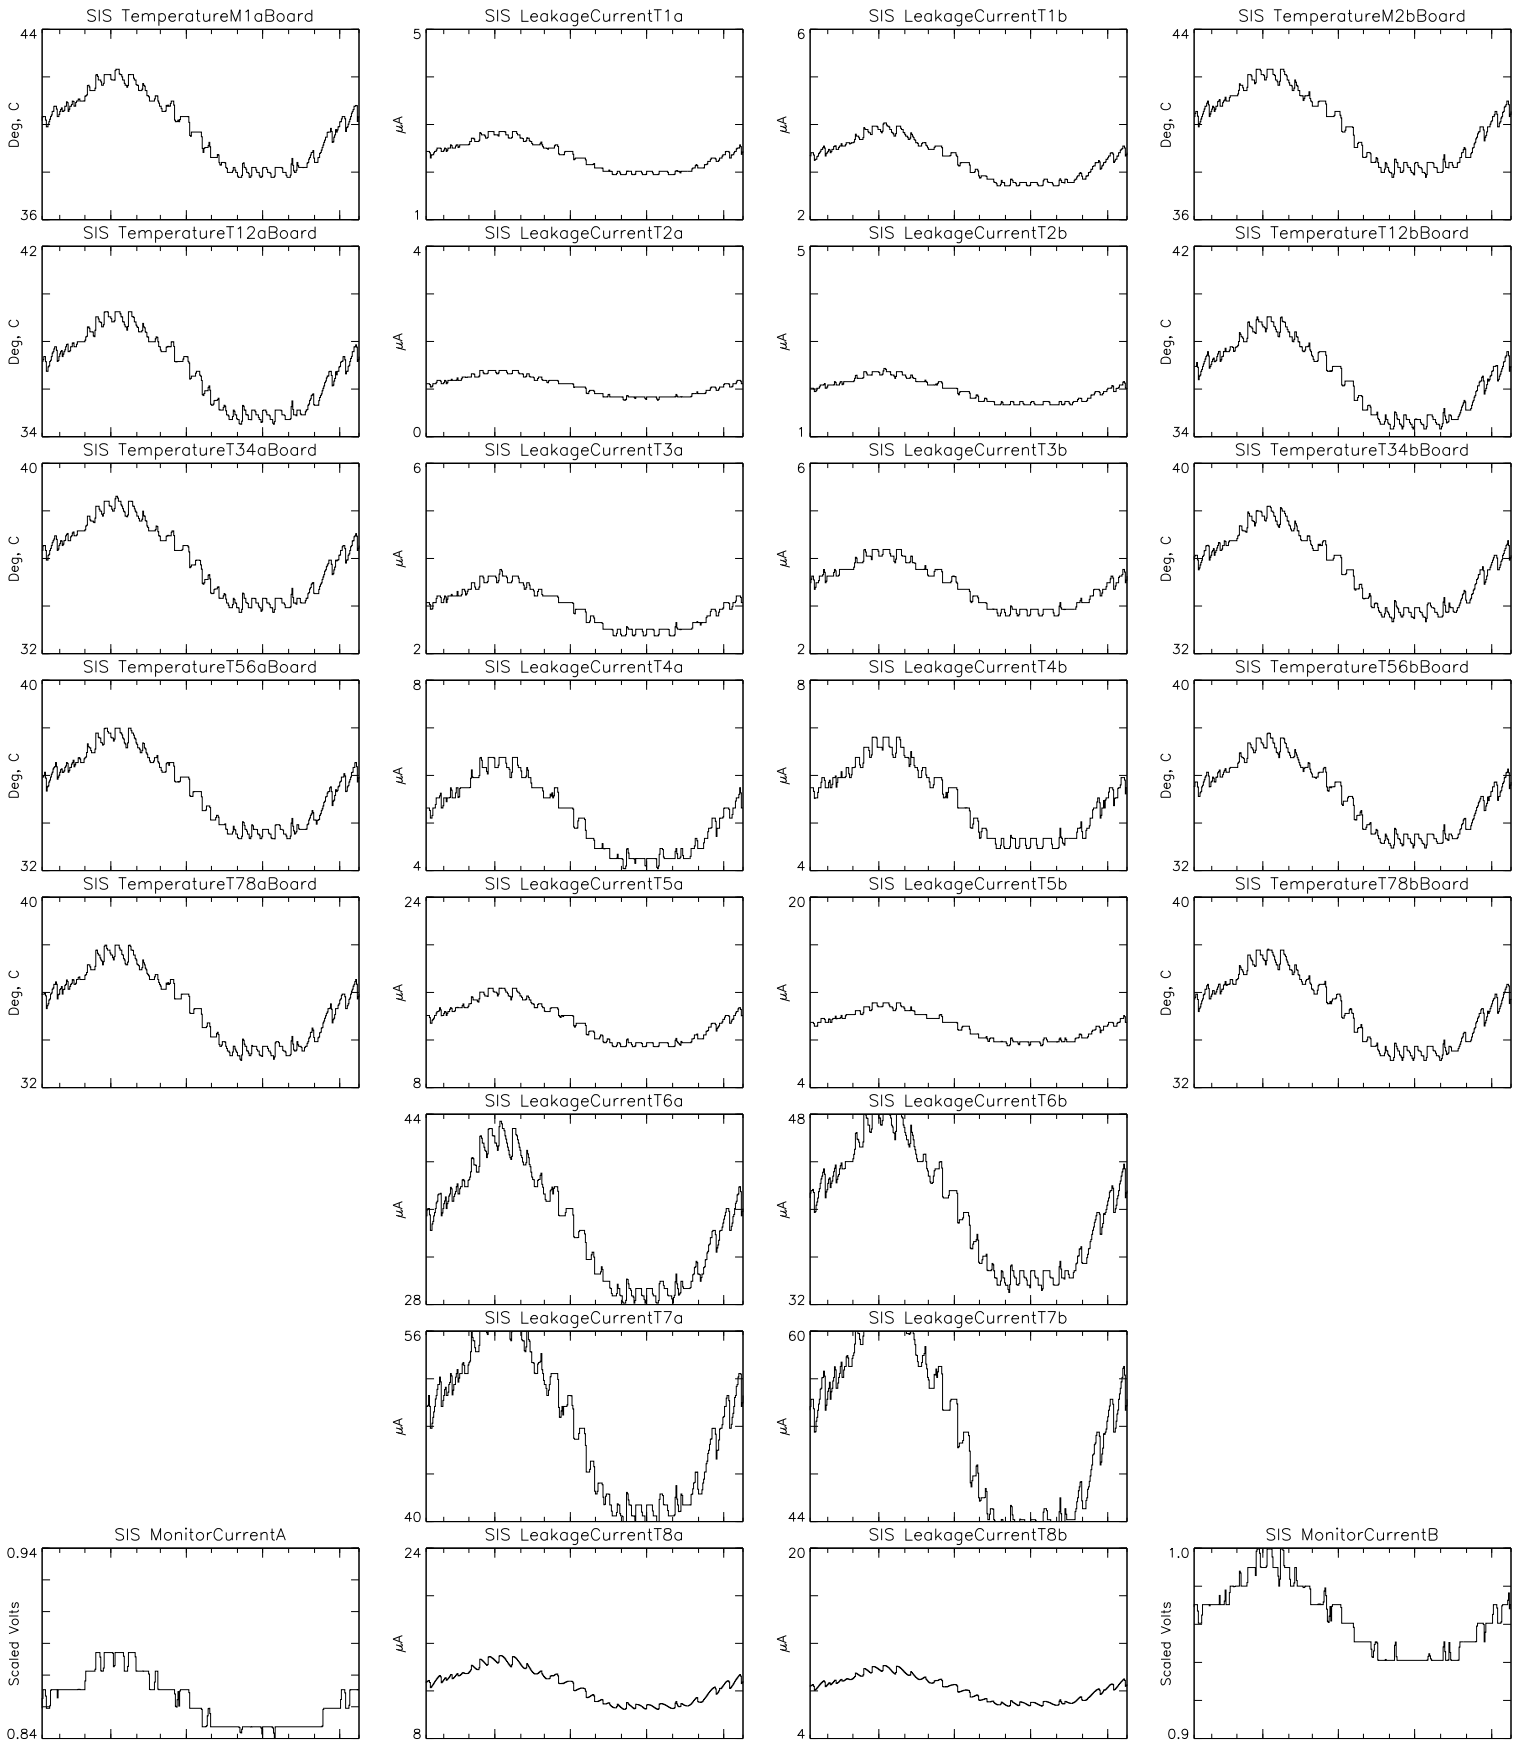 SIS TemperatureM1aBoard
44
Deg, C
36
SIS LeakageCurrentT1a
5
μA
1
SIS LeakageCurrentT1b
6
μA
2
SIS TemperatureM2bBoard
44
Deg, C
36
SIS TemperatureT12aBoard
42
Deg, C
34
SIS LeakageCurrentT2a
4
μA
0
SIS LeakageCurrentT2b
5
μA
1
SIS TemperatureT12bBoard
42
Deg, C
34
SIS TemperatureT34aBoard
40
Deg, C
32
SIS LeakageCurrentT3a
6
μA
2
SIS LeakageCurrentT3b
6
μA
2
SIS TemperatureT34bBoard
40
Deg, C
32
SIS TemperatureT56aBoard
40
Deg, C
32
SIS LeakageCurrentT4a
8
μA
4
SIS LeakageCurrentT4b
8
μA
4
SIS TemperatureT56bBoard
40
Deg, C
32
SIS TemperatureT78aBoard
40
Deg, C
32
SIS LeakageCurrentT5a
24
μA
8
SIS LeakageCurrentT5b
20
μA
4
SIS TemperatureT78bBoard
40
Deg, C
32
SIS LeakageCurrentT6a
44
μA
28
SIS LeakageCurrentT6b
48
μA
32
SIS LeakageCurrentT7a
56
μA
40
SIS LeakageCurrentT7b
60
μA
44
SIS MonitorCurrentA
0.94
Scaled Volts
0.84
SIS LeakageCurrentT8a
24
μA
8
SIS LeakageCurrentT8b
20
μA
4
SIS MonitorCurrentB
1.0
Scaled Volts
0.9